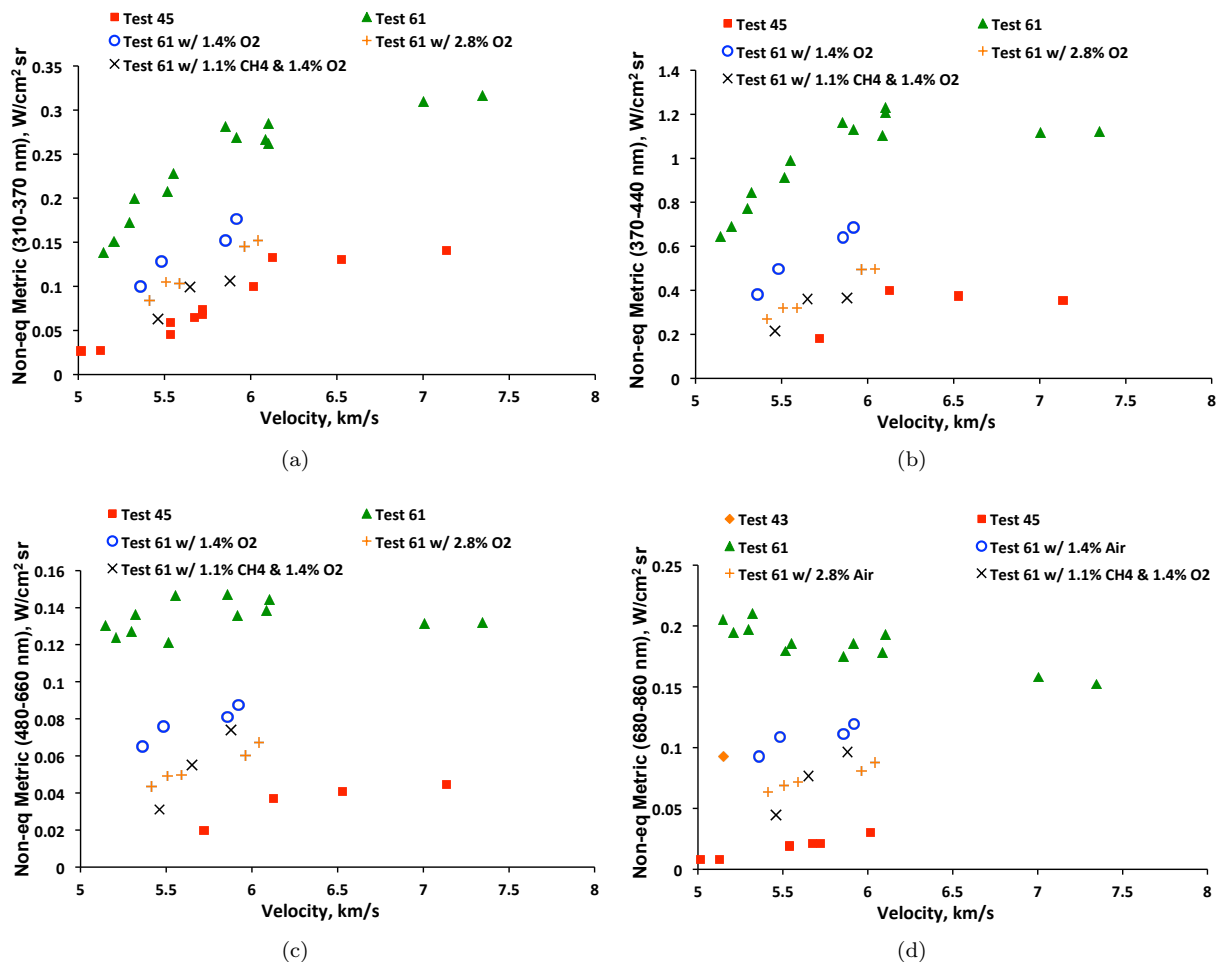 Test 45
Test 61
Test 61 w/ 1.4% O2
Test 61 w/ 2.8% O2
Test 61 w/ 1.1% CH4 & 1.4% O2
Non-eq Metric (310-370 nm), W/cm² sr
0.35
0.3
0.25
0.2
0.15
0.1
0.05
0
5
5.5
6
6.5
7
7.5
8
Velocity, km/s
(a)
Test 45
Test 61
Test 61 w/ 1.4% O2
Test 61 w/ 2.8% O2
Test 61 w/ 1.1% CH4 & 1.4% O2
Non-eq Metric (370-440 nm), W/cm² sr
1.4
1.2
1
0.8
0.6
0.4
0.2
0
5
5.5
6
6.5
7
7.5
8
Velocity, km/s
(b)
Test 45
Test 61
Test 61 w/ 1.4% O2
Test 61 w/ 2.8% O2
Test 61 w/ 1.1% CH4 & 1.4% O2
Non-eq Metric (480-660 nm), W/cm² sr
0.16
0.14
0.12
0.1
0.08
0.06
0.04
0.02
0
5
5.5
6
6.5
7
7.5
8
Velocity, km/s
(c)
Test 43
Test 45
Test 61
Test 61 w/ 1.4% Air
Test 61 w/ 2.8% Air
Test 61 w/ 1.1% CH4 & 1.4% O2
Non-eq Metric (680-860 nm), W/cm² sr
0.25
0.2
0.15
0.1
0.05
0
5
5.5
6
6.5
7
7.5
8
Velocity, km/s
(d)